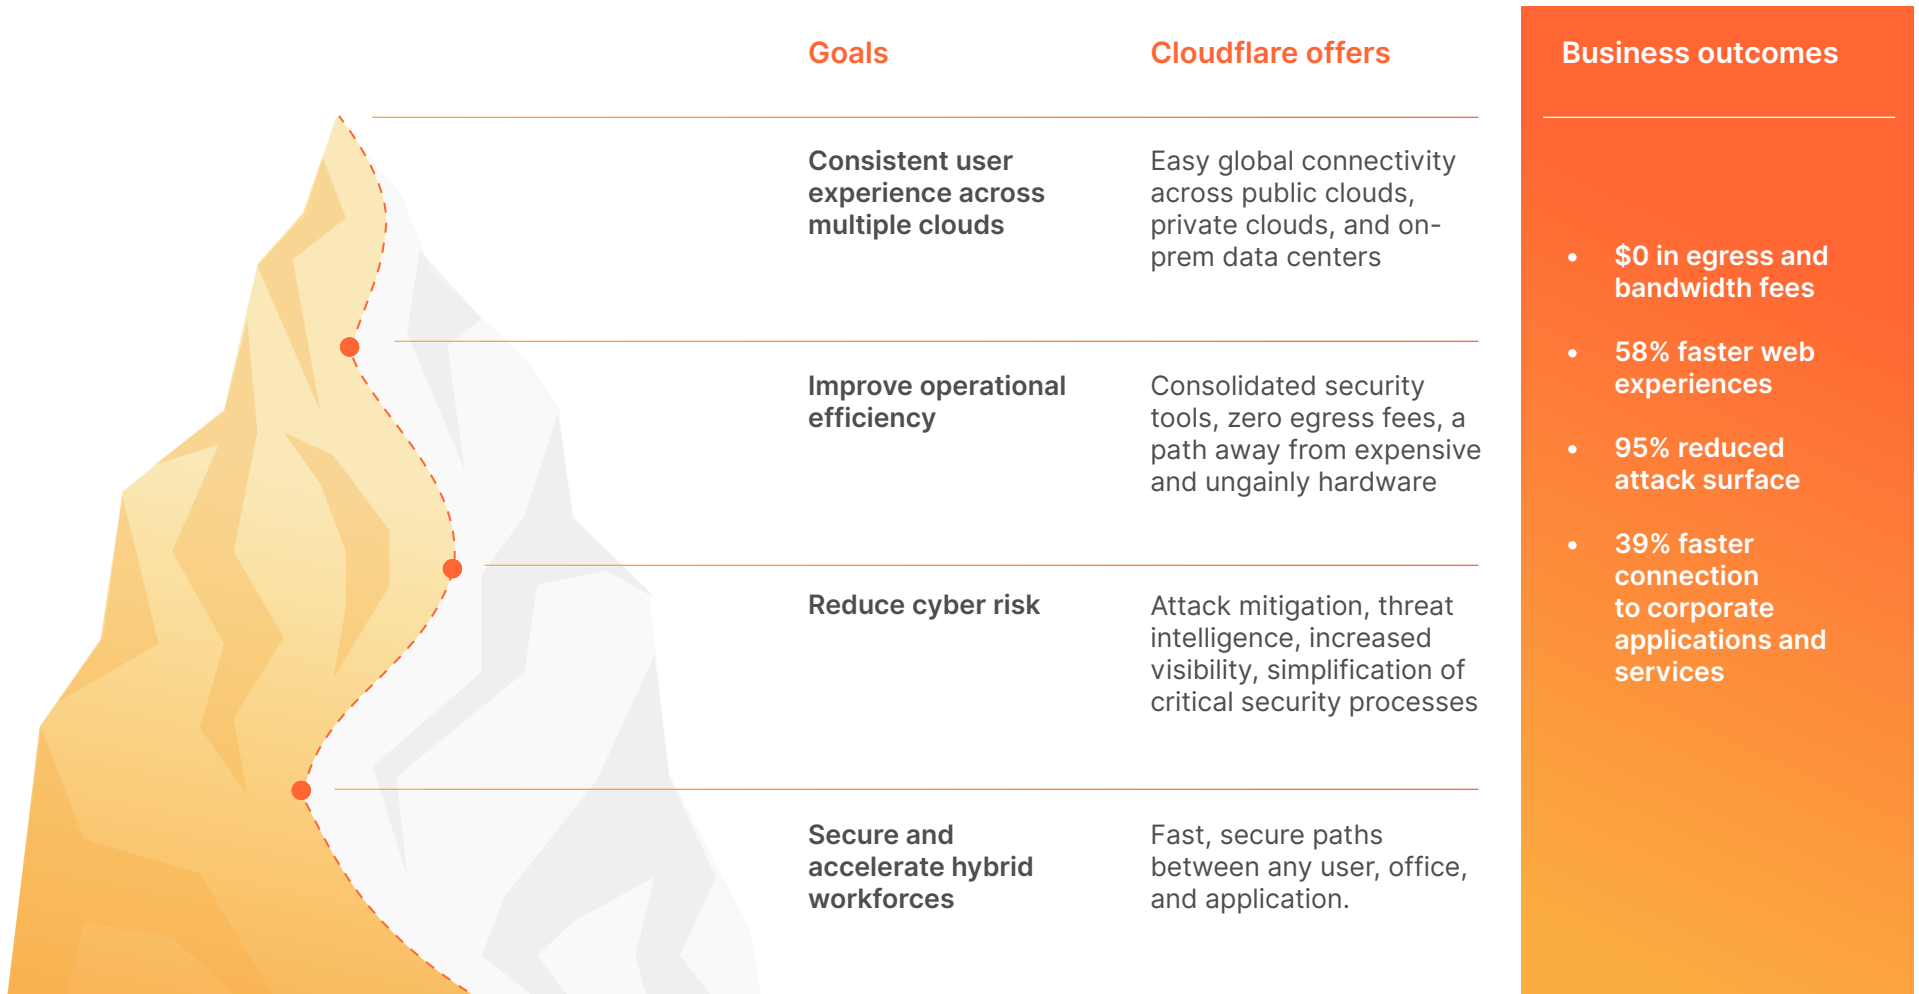 Goals
Cloudflare offers
Business outcomes
Consistent user
experience across
multiple clouds
Easy global connectivity
across public clouds,
private clouds, and on-
prem data centers
Improve operational
efficiency
Consolidated security
tools, zero egress fees, a
path away from expensive
and ungainly hardware
Reduce cyber risk
Attack mitigation, threat
intelligence, increased
visibility, simplification of
critical security processes
Secure and
accelerate hybrid
workforces
Fast, secure paths
between any user, office,
and application.
• $0 in egress and
bandwidth fees
• 58% faster web
experiences
• 95% reduced
attack surface
• 39% faster
connection
to corporate
applications and
services